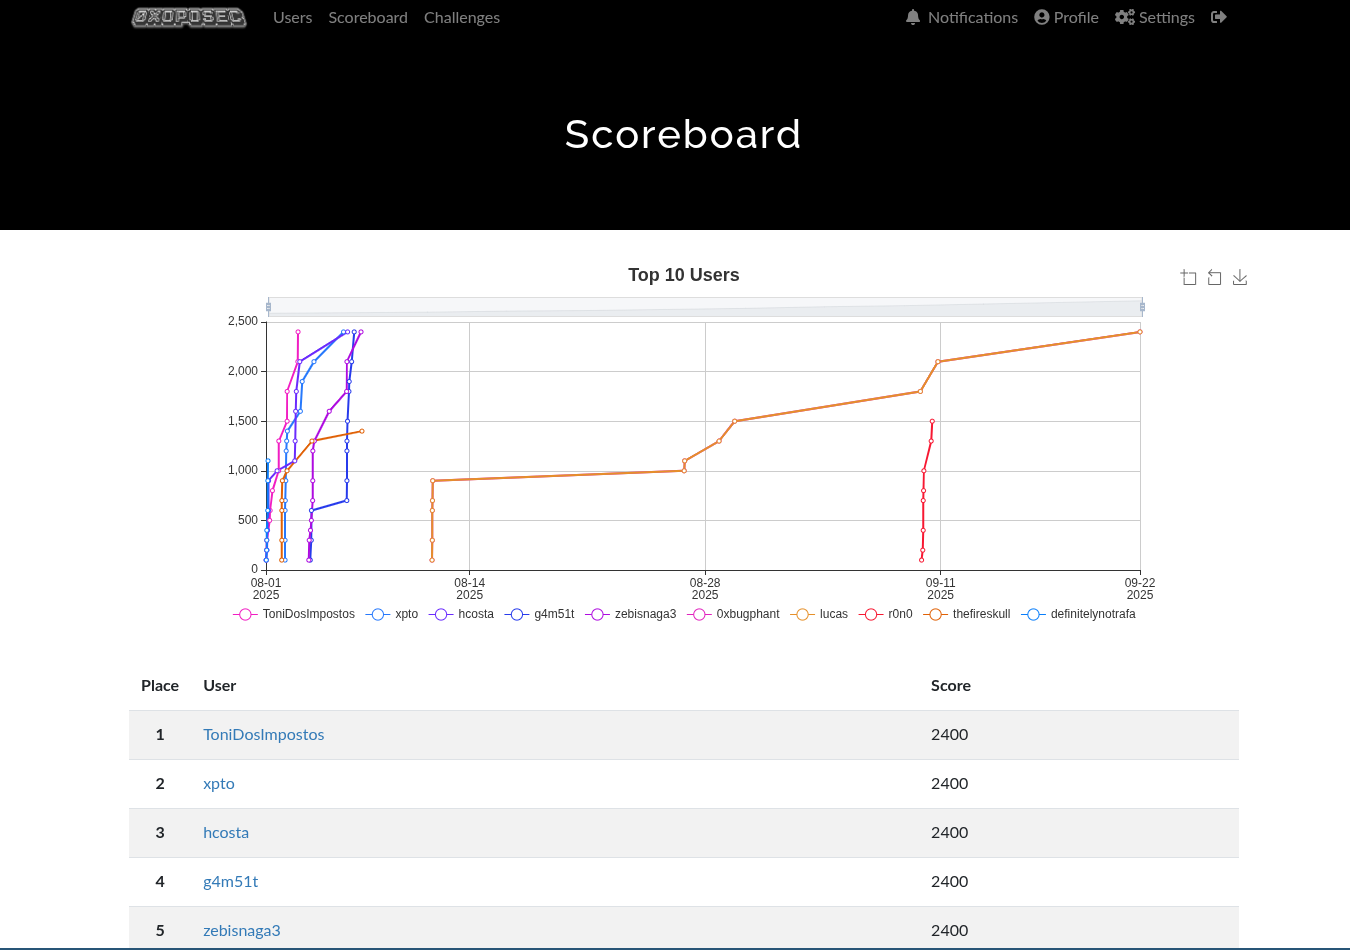 0XOPOSEC Users Scoreboard Challenges Notifications Profile Settings
Scoreboard
Top 10 Users
2,500
2,000
1,500
1,000
500
0
08-01 08-14 08-28 09-11 09-22
2025 2025 2025 2025 2025
ToniDosImpostos xpto hcosta g4m51t zebisnaga3 0xbugphant lucas r0n0 thefireskull definitelynotrafa
Place User Score
1 ToniDosImpostos 2400
2 xpto 2400
3 hcosta 2400
4 g4m51t 2400
5 zebisnaga3 2400